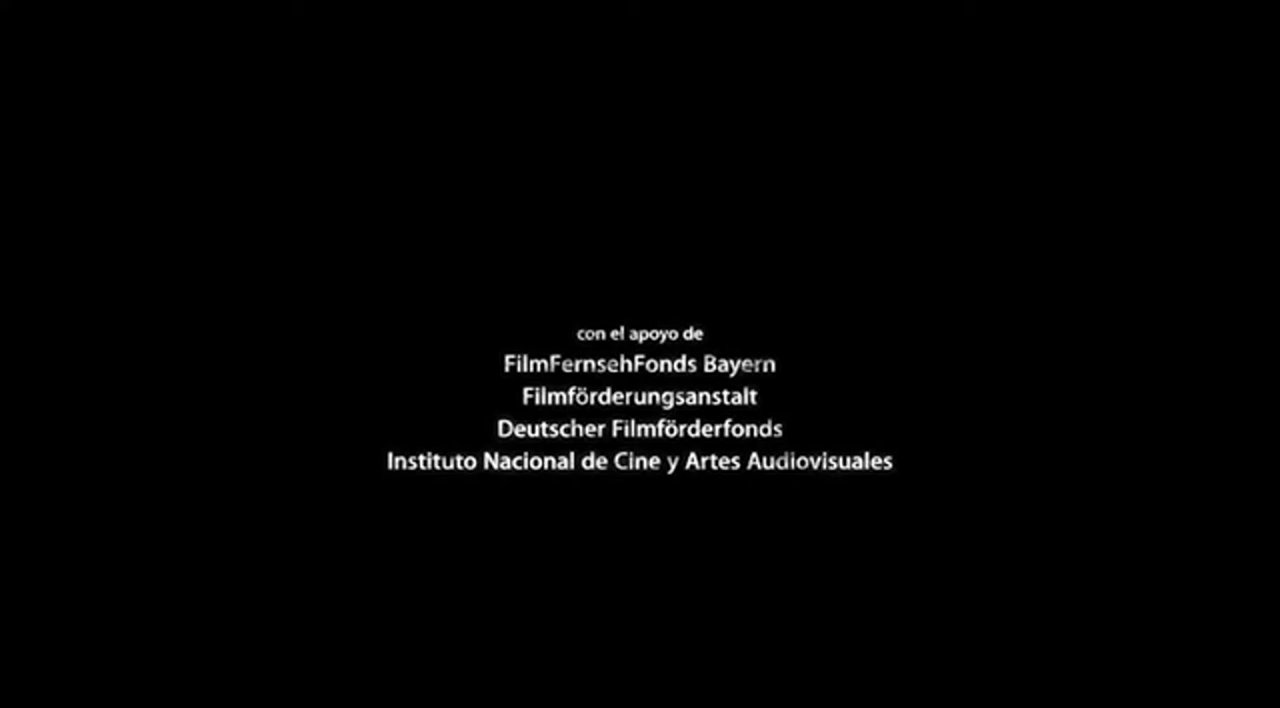 con el apoyo de
FilmFernsehFonds Bayern
Filmförderungsanstalt
Deutscher Filmförderfonds
Instituto Nacional de Cine y Artes Audiovisuales